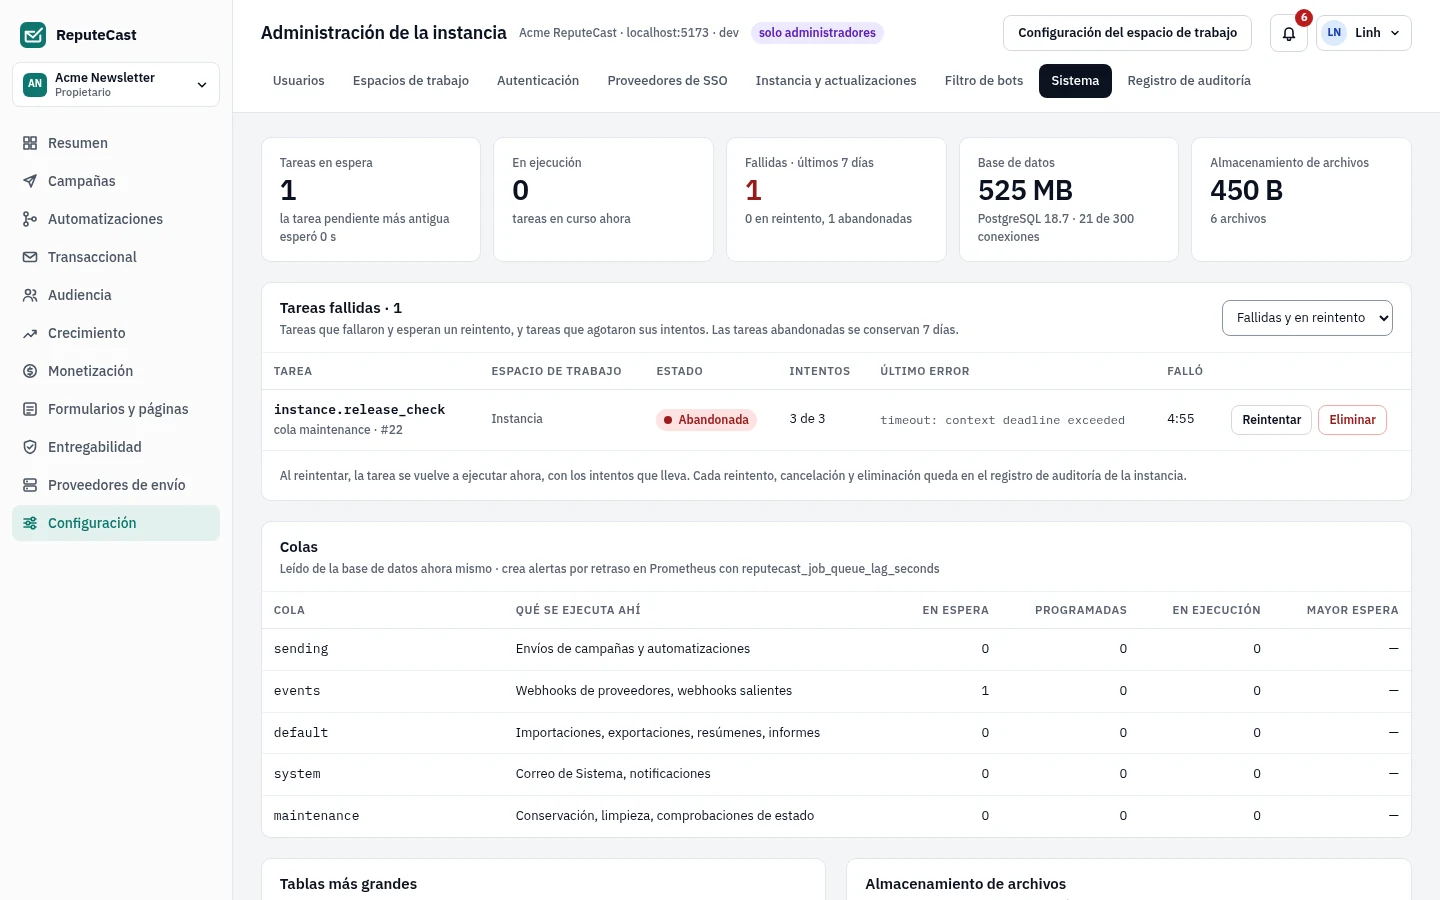 ReputeCast
AN
Acme Newsletter
Propietario
Resumen
Campañas
Automatizaciones
Transaccional
Audiencia
Crecimiento
Monetización
Formularios y páginas
Entregabilidad
Proveedores de envío
Configuración
Administración de la instancia
Acme ReputeCast · localhost:5173 · dev
solo administradores
Configuración del espacio de trabajo
6
LN
Linh
Usuarios
Espacios de trabajo
Autenticación
Proveedores de SSO
Instancia y actualizaciones
Filtro de bots
Sistema
Registro de auditoría
Tareas en espera
1
la tarea pendiente más antigua
esperó 0 s
En ejecución
0
tareas en curso ahora
Fallidas · últimos 7 días
1
0 en reintento, 1 abandonadas
Base de datos
525 MB
PostgreSQL 18.7 · 21 de 300
conexiones
Almacenamiento de archivos
450 B
6 archivos
Tareas fallidas · 1
Tareas que fallaron y esperan un reintento, y tareas que agotaron sus intentos. Las tareas abandonadas se conservan 7 días.
Fallidas y en reintento
TAREA ESPACIO DE TRABAJO ESTADO INTENTOS ÚLTIMO ERROR FALLÓ
instance.release_check
cola maintenance · #22
Instancia
Abandonada
3 de 3
timeout: context deadline exceeded
4:55
Reintentar
Eliminar
Al reintentar, la tarea se vuelve a ejecutar ahora, con los intentos que lleva. Cada reintento, cancelación y eliminación queda en el registro de auditoría de la instancia.
Colas
Leído de la base de datos ahora mismo · crea alertas por retraso en Prometheus con reputecast_job_queue_lag_seconds
COLA QUÉ SE EJECUTA AHÍ EN ESPERA PROGRAMADAS EN EJECUCIÓN MAYOR ESPERA
sending Envíos de campañas y automatizaciones 0 0 0 —
events Webhooks de proveedores, webhooks salientes 1 0 0 —
default Importaciones, exportaciones, resúmenes, informes 0 0 0 —
system Correo de Sistema, notificaciones 0 0 0 —
maintenance Conservación, limpieza, comprobaciones de estado 0 0 0 —
Tablas más grandes
Almacenamiento de archivos